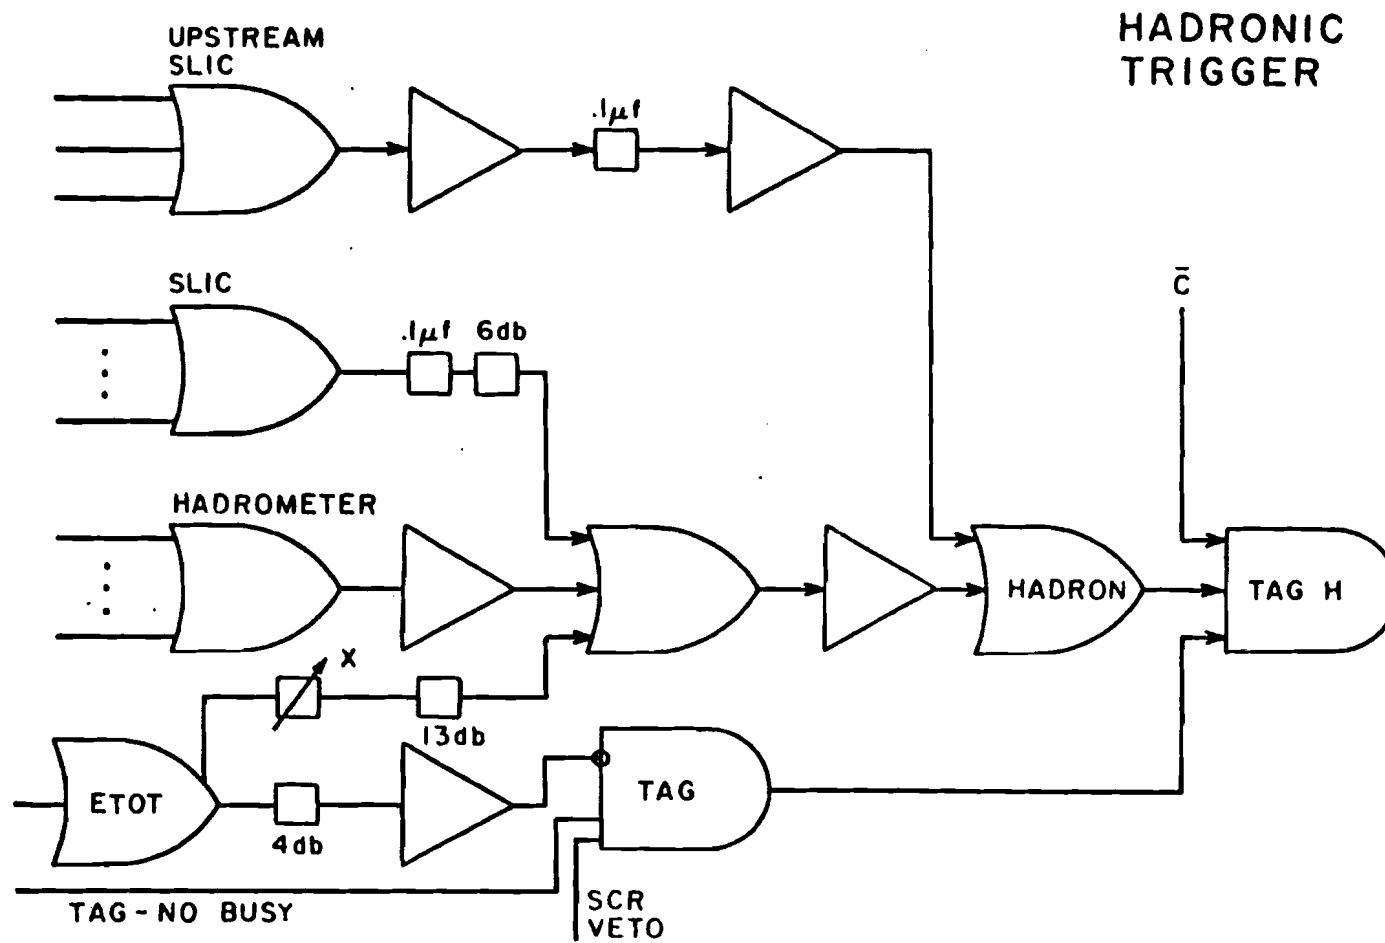 HADRONIC
TRIGGER
UPSTREAM
SLIC
.1μf
SLIC
.1μf
6db
C̄
HADROMETER
HADRON
TAG H
X
13db
ETOT
4db
TAG
TAG-NO BUSY
SCR
VETO